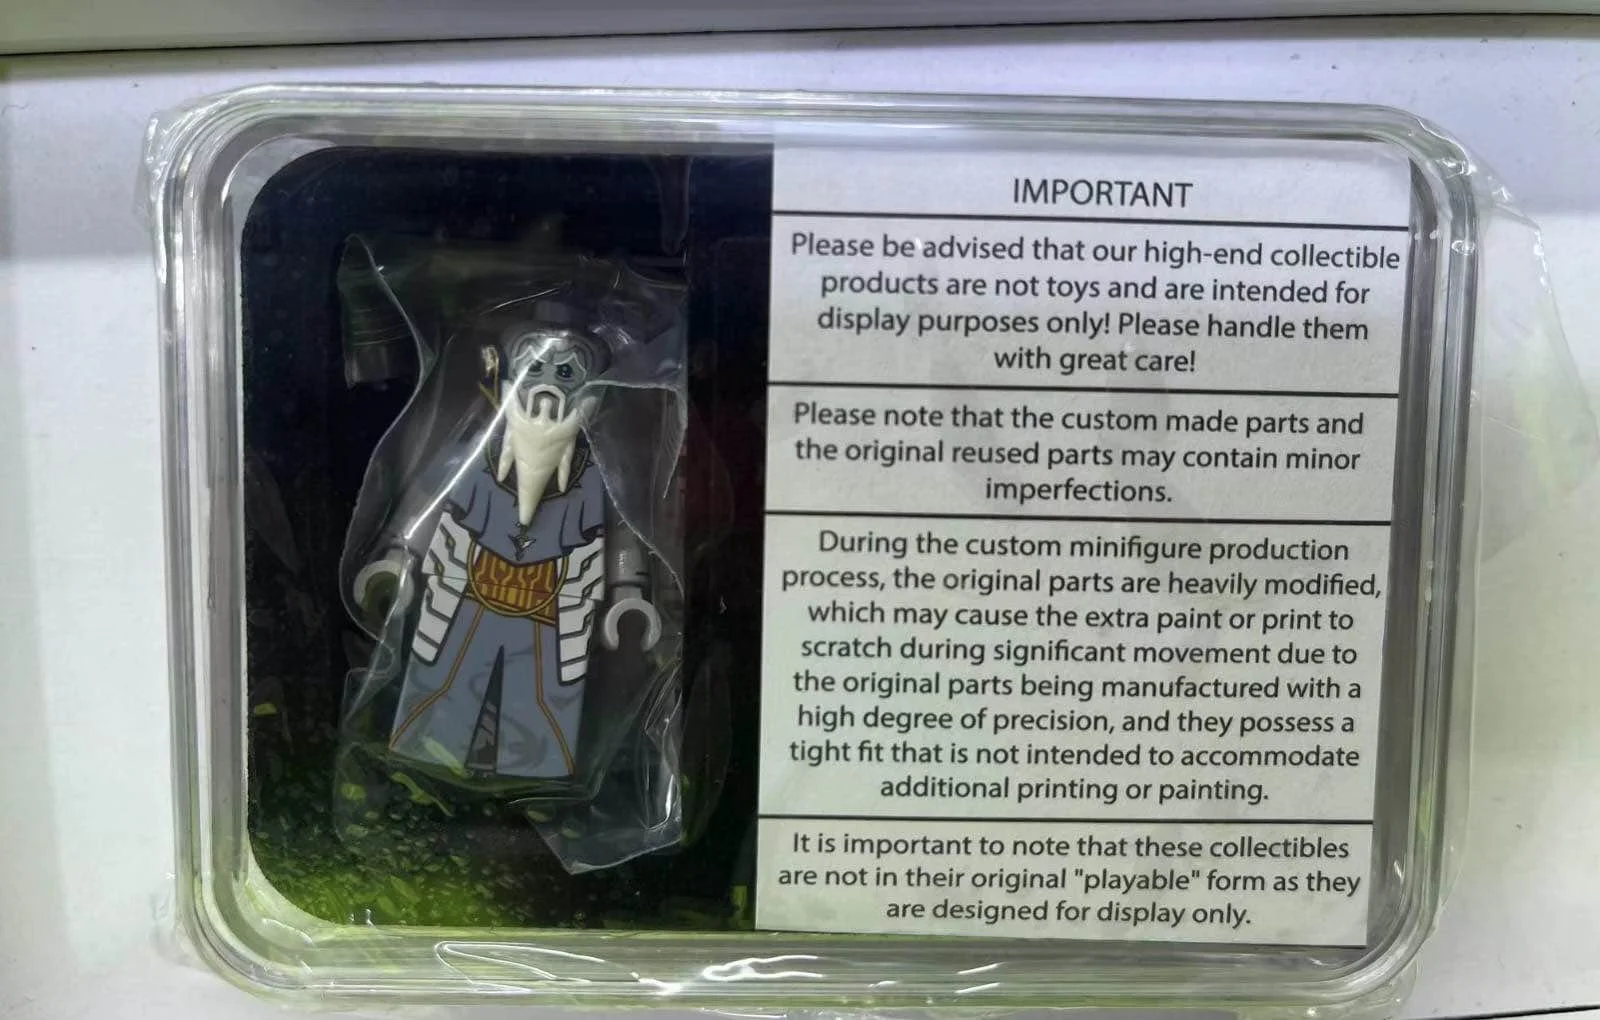 IMPORTANT
Please be advised that our high-end collectible
products are not toys and are intended for
display purposes only! Please handle them
with great care!
Please note that the custom made parts and
the original reused parts may contain minor
imperfections.
During the custom minifigure production
process, the original parts are heavily modified,
which may cause the extra paint or print to
scratch during significant movement due to
the original parts being manufactured with a
high degree of precision, and they possess a
tight fit that is not intended to accommodate
additional printing or painting.
It is important to note that these collectibles
are not in their original "playable" form as they
are designed for display only.